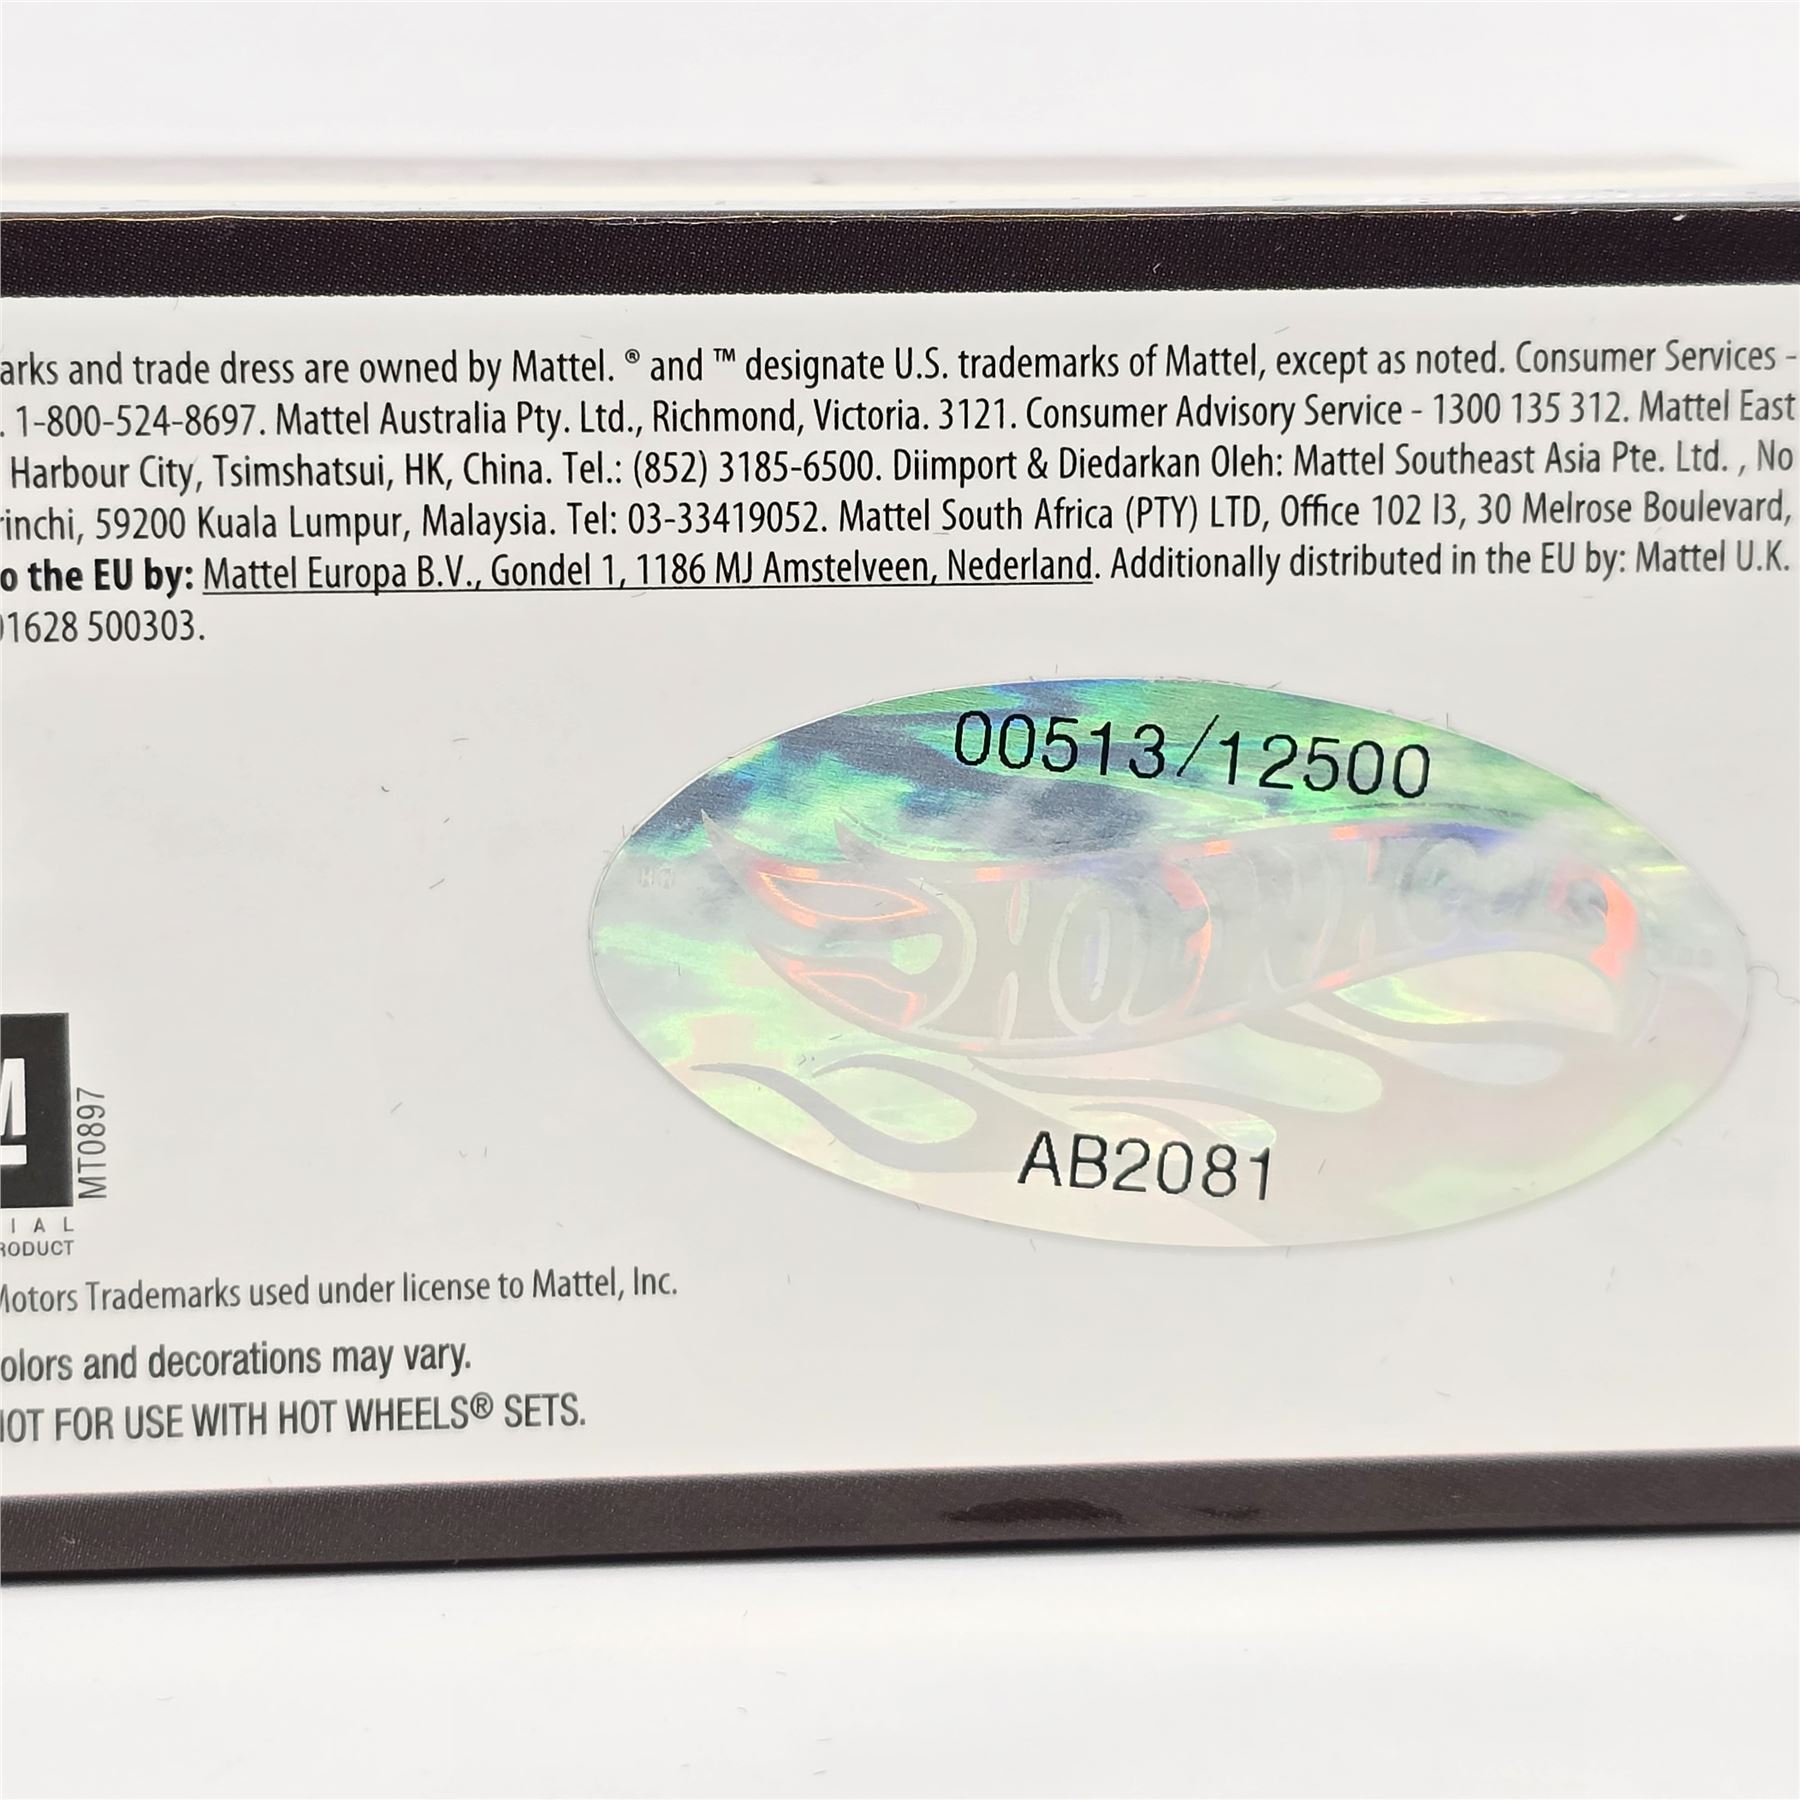 arks and trade dress are owned by Mattel. ® and ™ designate U.S. trademarks of Mattel, except as noted. Consumer Services -
. 1-800-524-8697. Mattel Australia Pty. Ltd., Richmond, Victoria. 3121. Consumer Advisory Service - 1300 135 312. Mattel East
Harbour City, Tsimshatsui, HK, China. Tel.: (852) 3185-6500. Diimport & Diedarkan Oleh: Mattel Southeast Asia Pte. Ltd. , No
rinchi, 59200 Kuala Lumpur, Malaysia. Tel: 03-33419052. Mattel South Africa (PTY) LTD, Office 102 I3, 30 Melrose Boulevard,
o the EU by: Mattel Europa B.V., Gondel 1, 1186 MJ Amstelveen, Nederland. Additionally distributed in the EU by: Mattel U.K.
01628 500303.
00513/12500
HOT WHEELS
AB2081
M
MT0897
IAL
RODUCT
Motors Trademarks used under license to Mattel, Inc.
olors and decorations may vary.
NOT FOR USE WITH HOT WHEELS® SETS.